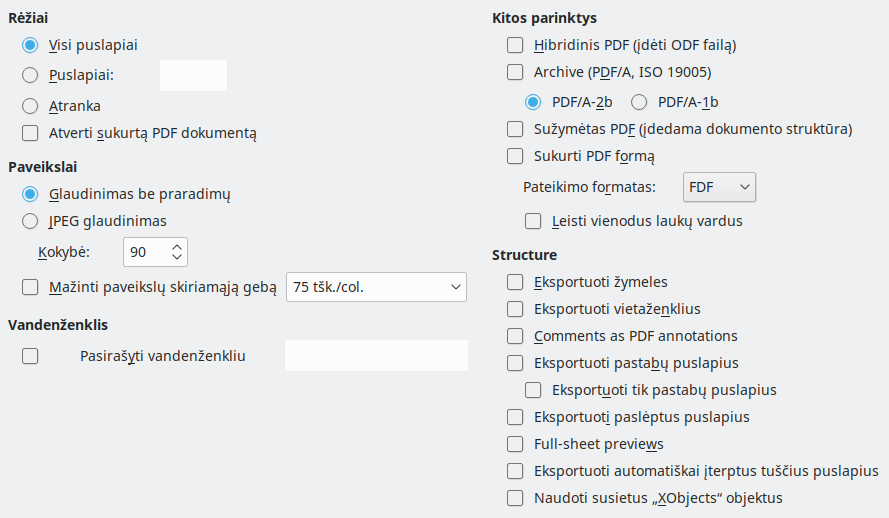 Rėžiai
Visi puslapiai
Puslapiai:
Atranka
Atverti sukurtą PDF dokumentą
Paveikslai
Glaudinimas be praradimų
JPEG glaudinimas
Kokybė: 90
Mažinti paveikslų skiriamąją gebą 75 tšk./col.
Vandenženklis
Pasirašyti vandenženkliu
Kitos parinktys
Hibridinis PDF (įdėti ODF failą)
Archive (PDF/A, ISO 19005)
PDF/A-2b PDF/A-1b
Sužymėtas PDF (įdedama dokumento struktūra)
Sukurti PDF formą
Pateikimo formatas: FDF
Leisti vienodus laukų vardus
Structure
Eksportuoti žymeles
Eksportuoti vietaženklius
Comments as PDF annotations
Eksportuoti pastabų puslapius
Eksportuoti tik pastabų puslapius
Eksportuoti paslėptus puslapius
Full-sheet previews
Eksportuoti automatiškai įterptus tuščius puslapius
Naudoti susietus „XObjects“ objektus